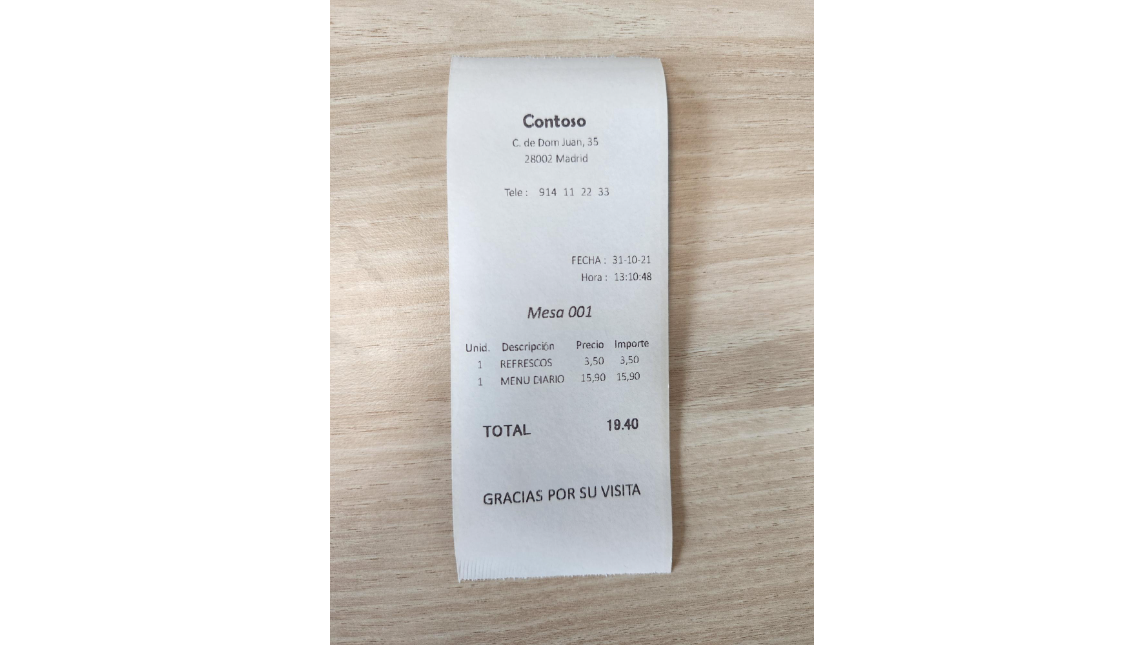 Contoso
C. de Dom Juan, 35
28002 Madrid
Tele : 914 11 22 33
FECHA : 31-10-21
Hora : 13:10:48
Mesa 001
Unid. Descripción Precio Importe
1 REFRESCOS 3,50 3,50
1 MENU DIARIO 15,90 15,90
TOTAL 19.40
GRACIAS POR SU VISITA